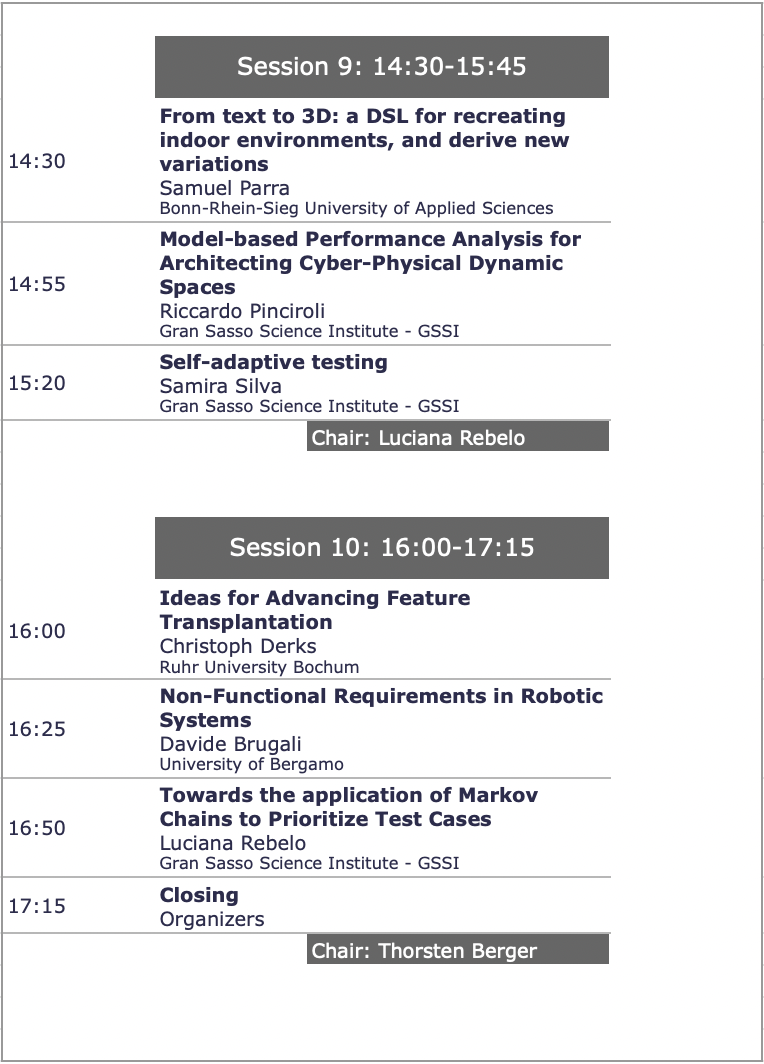 Session 9: 14:30-15:45
14:30
From text to 3D: a DSL for recreating
indoor environments, and derive new
variations
Samuel Parra
Bonn-Rhein-Sieg University of Applied Sciences
14:55
Model-based Performance Analysis for
Architecting Cyber-Physical Dynamic
Spaces
Riccardo Pinciroli
Gran Sasso Science Institute - GSSI
15:20
Self-adaptive testing
Samira Silva
Gran Sasso Science Institute - GSSI
Chair: Luciana Rebelo
Session 10: 16:00-17:15
16:00
Ideas for Advancing Feature
Transplantation
Christoph Derks
Ruhr University Bochum
16:25
Non-Functional Requirements in Robotic
Systems
Davide Brugali
University of Bergamo
16:50
Towards the application of Markov
Chains to Prioritize Test Cases
Luciana Rebelo
Gran Sasso Science Institute - GSSI
17:15
Closing
Organizers
Chair: Thorsten Berger